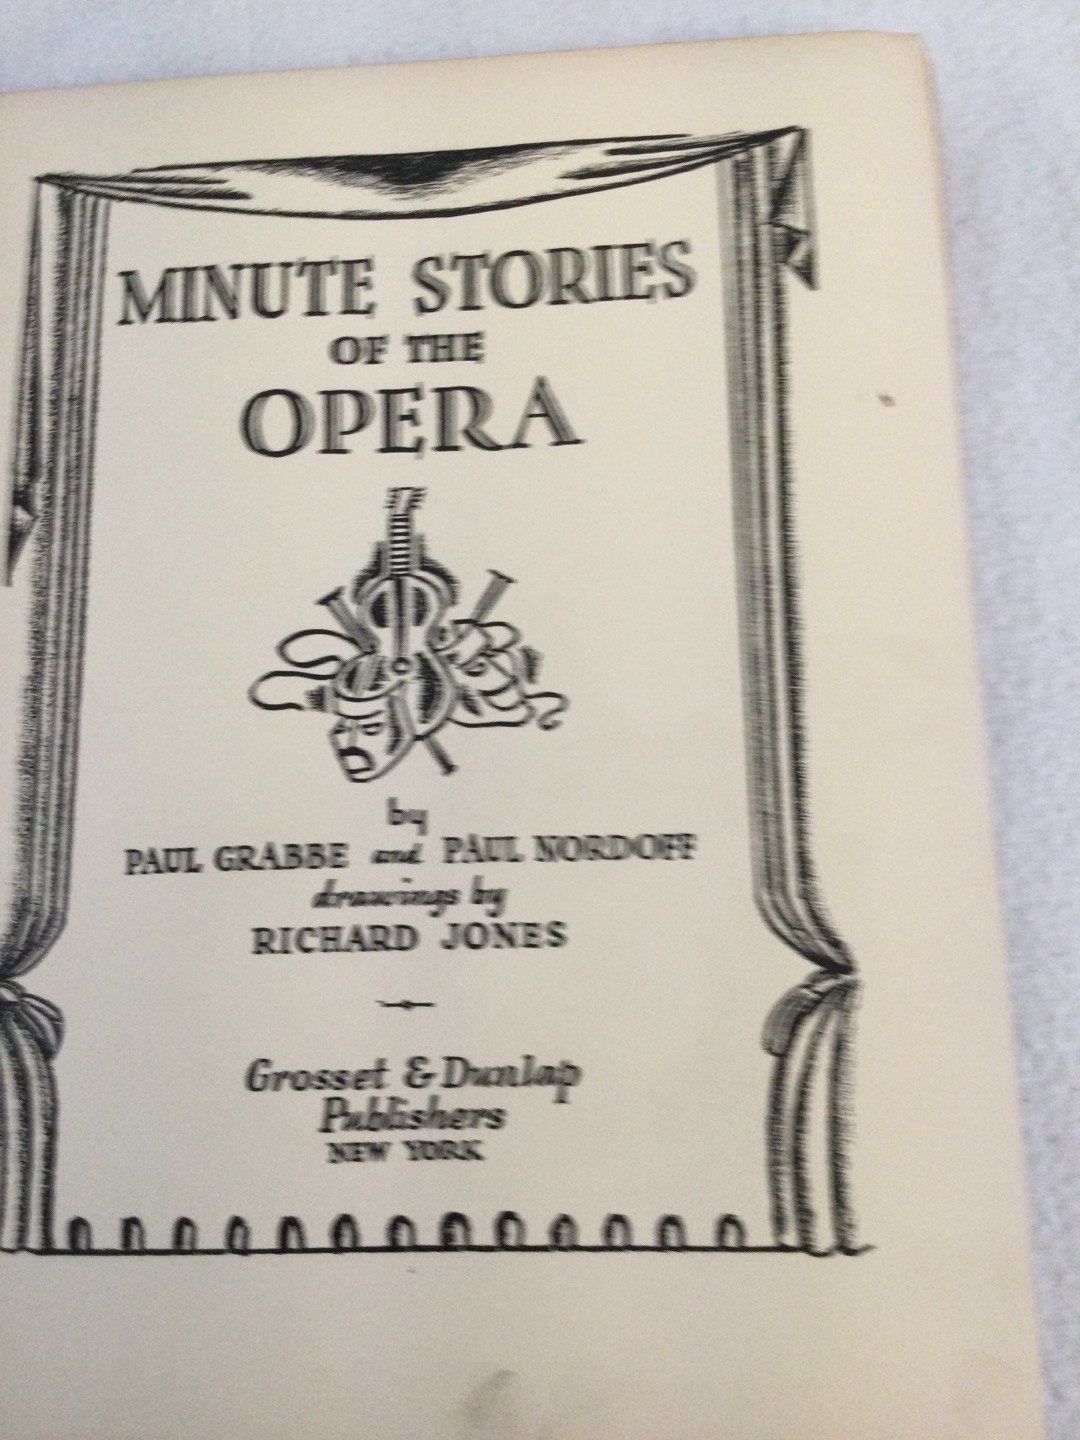 MINUTE STORIES
OF THE
OPERA
by
PAUL GRABBE and PAUL NORDOFF
drawings by
RICHARD JONES
Grosset & Dunlap
Publishers
NEW YORK